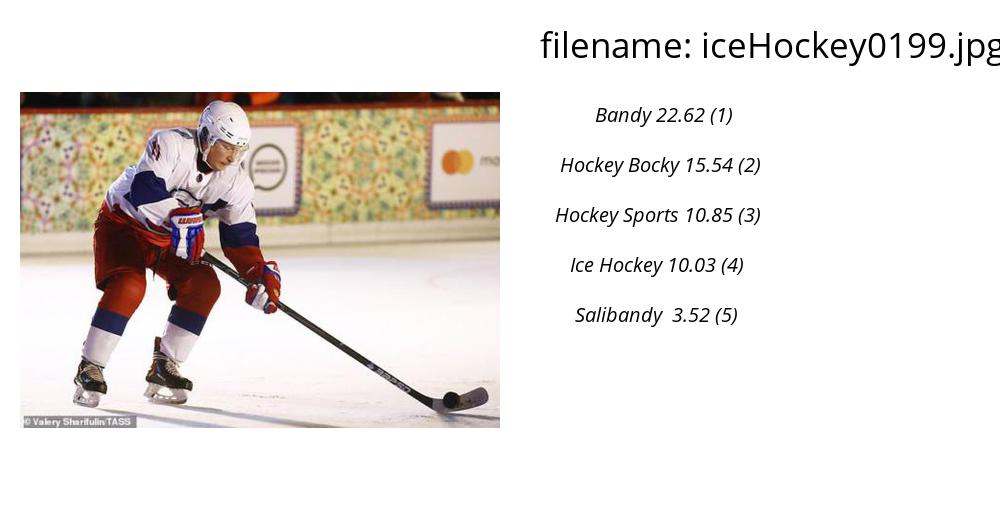 filename: iceHockey0199.jpg
Bandy 22.62 (1)
Hockey Bocky 15.54 (2)
Hockey Sports 10.85 (3)
Ice Hockey 10.03 (4)
Salibandy 3.52 (5)
© Valery Sharifulin/TASS